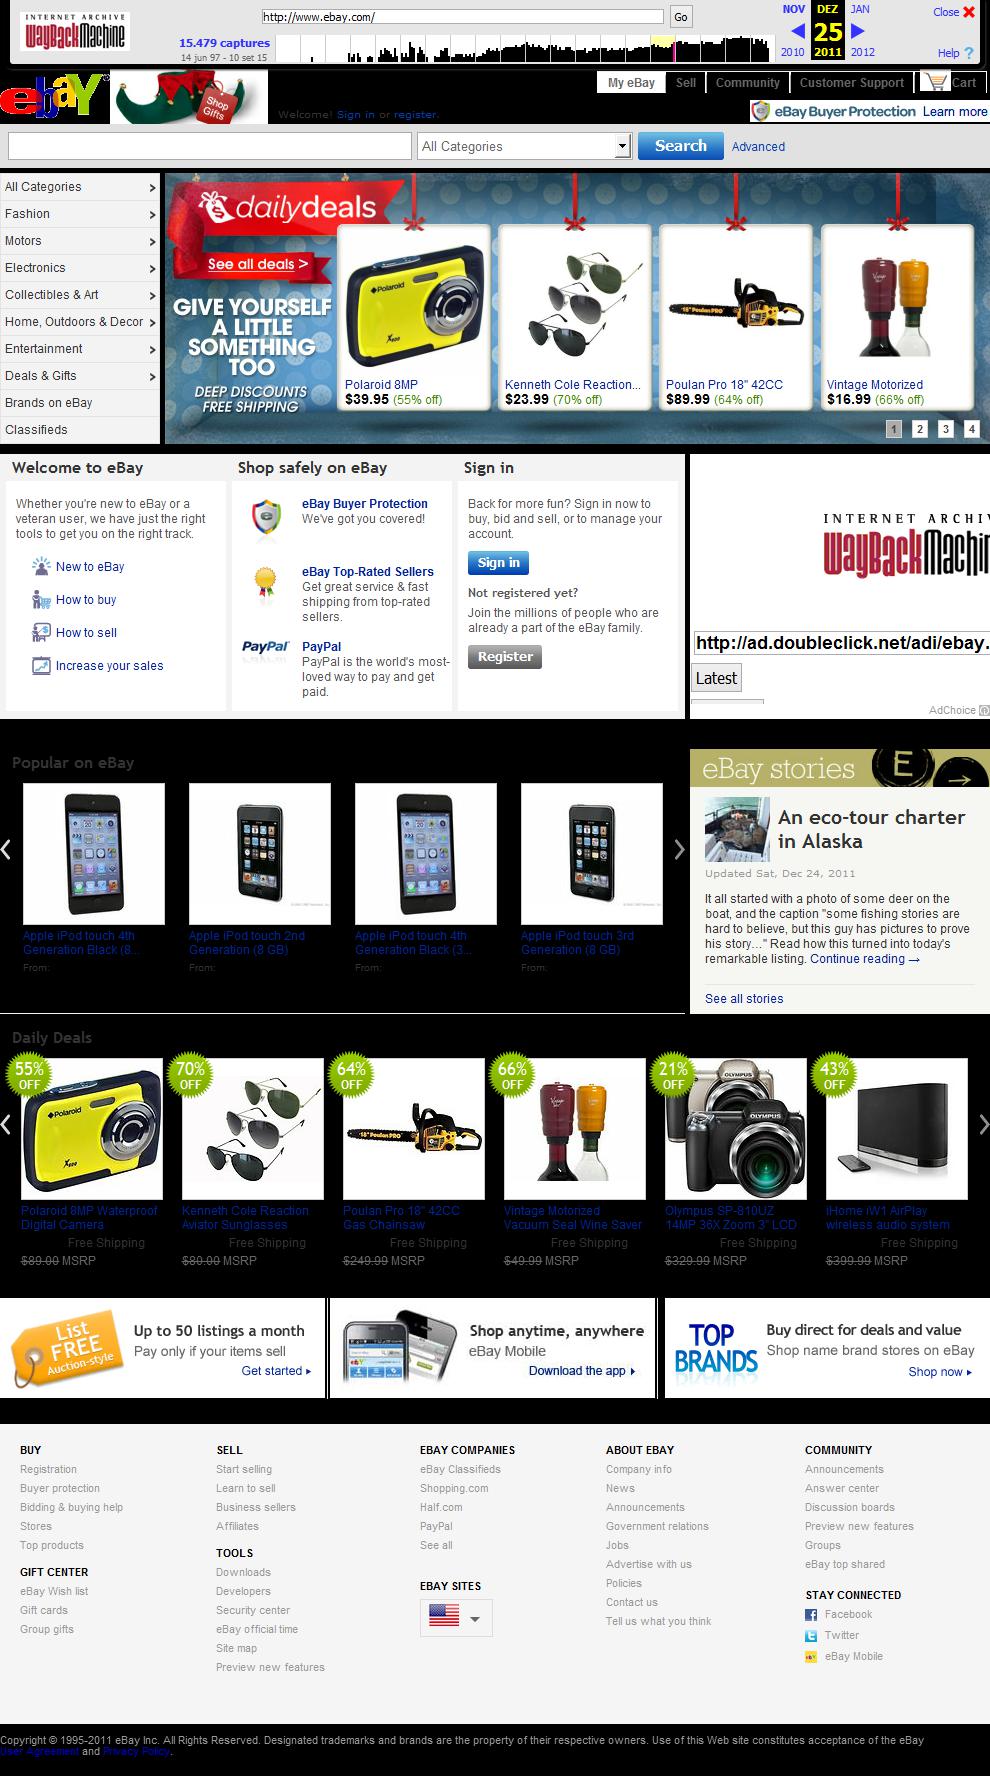 INTERNET ARCHIVE
WayBackMachine
http://www.ebay.com/
Go
15.479 captures
14 jun 97 - 10 set 15
NOV DEZ JAN
25
2010 2011 2012
Close
Help ?
ebaY
Shop Gifts
Welcome! Sign in or register.
My eBay Sell Community Customer Support Cart
eBay Buyer Protection Learn more
All Categories
Search
Advanced
All Categories
Fashion
Motors
Electronics
Collectibles & Art
Home, Outdoors & Decor
Entertainment
Deals & Gifts
Brands on eBay
Classifieds
dailydeals
See all deals >
GIVE YOURSELF
A LITTLE
SOMETHING
TOO
DEEP DISCOUNTS
FREE SHIPPING
Polaroid
X800
Polaroid 8MP
$39.95 (55% off)
Kenneth Cole Reaction...
$23.99 (70% off)
18" Poulan PRO
Poulan Pro 18" 42CC
$89.99 (64% off)
Vintage Motorized
$16.99 (66% off)
1 2 3 4
Welcome to eBay
Whether you're new to eBay or a
veteran user, we have just the right
tools to get you on the right track.
New to eBay
How to buy
How to sell
Increase your sales
Shop safely on eBay
eBay Buyer Protection
We've got you covered!
eBay Top-Rated Sellers
Get great service & fast
shipping from top-rated
sellers.
PayPal
PayPal
PayPal is the world's most-
loved way to pay and get
paid.
Sign in
Back for more fun? Sign in now to
buy, bid and sell, or to manage your
account.
Sign in
Not registered yet?
Join the millions of people who are
already a part of the eBay family.
Register
INTERNET ARCHIV
WayBackMachin
http://ad.doubleclick.net/adi/ebay.
Latest
AdChoice
Popular on eBay
Apple iPod touch 4th
Generation Black (8...
From:
Apple iPod touch 2nd
Generation (8 GB)
From:
Apple iPod touch 4th
Generation Black (3...
From:
Apple iPod touch 3rd
Generation (8 GB)
From:
eBay stories
E
An eco-tour charter
in Alaska
Updated Sat, Dec 24, 2011
It all started with a photo of some deer on the
boat, and the caption "some fishing stories are
hard to believe, but this guy has pictures to prove
his story…" Read how this turned into today's
remarkable listing. Continue reading →
See all stories
Daily Deals
55%
OFF
Polaroid
X800
Polaroid 8MP Waterproof
Digital Camera
Free Shipping
$89.00 MSRP
70%
OFF
Kenneth Cole Reaction
Aviator Sunglasses
Free Shipping
$80.00 MSRP
64%
OFF
18" Poulan PRO
Poulan Pro 18" 42CC
Gas Chainsaw
Free Shipping
$249.99 MSRP
66%
OFF
Vintage Motorized
Vacuum Seal Wine Saver
Free Shipping
$49.99 MSRP
21%
OFF
OLYMPUS
OLYMPUS
Olympus SP-810UZ
14MP 36X Zoom 3" LCD
Free Shipping
$329.99 MSRP
43%
OFF
iHome iW1 AirPlay
wireless audio system
Free Shipping
$399.99 MSRP
List
FREE
Auction-style
Up to 50 listings a month
Pay only if your items sell
Get started
Shop anytime, anywhere
eBay Mobile
Download the app
TOP
BRANDS
Buy direct for deals and value
Shop name brand stores on eBay
Shop now
BUY
Registration
Buyer protection
Bidding & buying help
Stores
Top products
GIFT CENTER
eBay Wish list
Gift cards
Group gifts
SELL
Start selling
Learn to sell
Business sellers
Affiliates
TOOLS
Downloads
Developers
Security center
eBay official time
Site map
Preview new features
EBAY COMPANIES
eBay Classifieds
Shopping.com
Half.com
PayPal
See all
EBAY SITES
ABOUT EBAY
Company info
News
Announcements
Government relations
Jobs
Advertise with us
Policies
Contact us
Tell us what you think
COMMUNITY
Announcements
Answer center
Discussion boards
Preview new features
Groups
eBay top shared
STAY CONNECTED
Facebook
Twitter
eBay Mobile
Copyright © 1995-2011 eBay Inc. All Rights Reserved. Designated trademarks and brands are the property of their respective owners. Use of this Web site constitutes acceptance of the eBay
User Agreement and Privacy Policy.